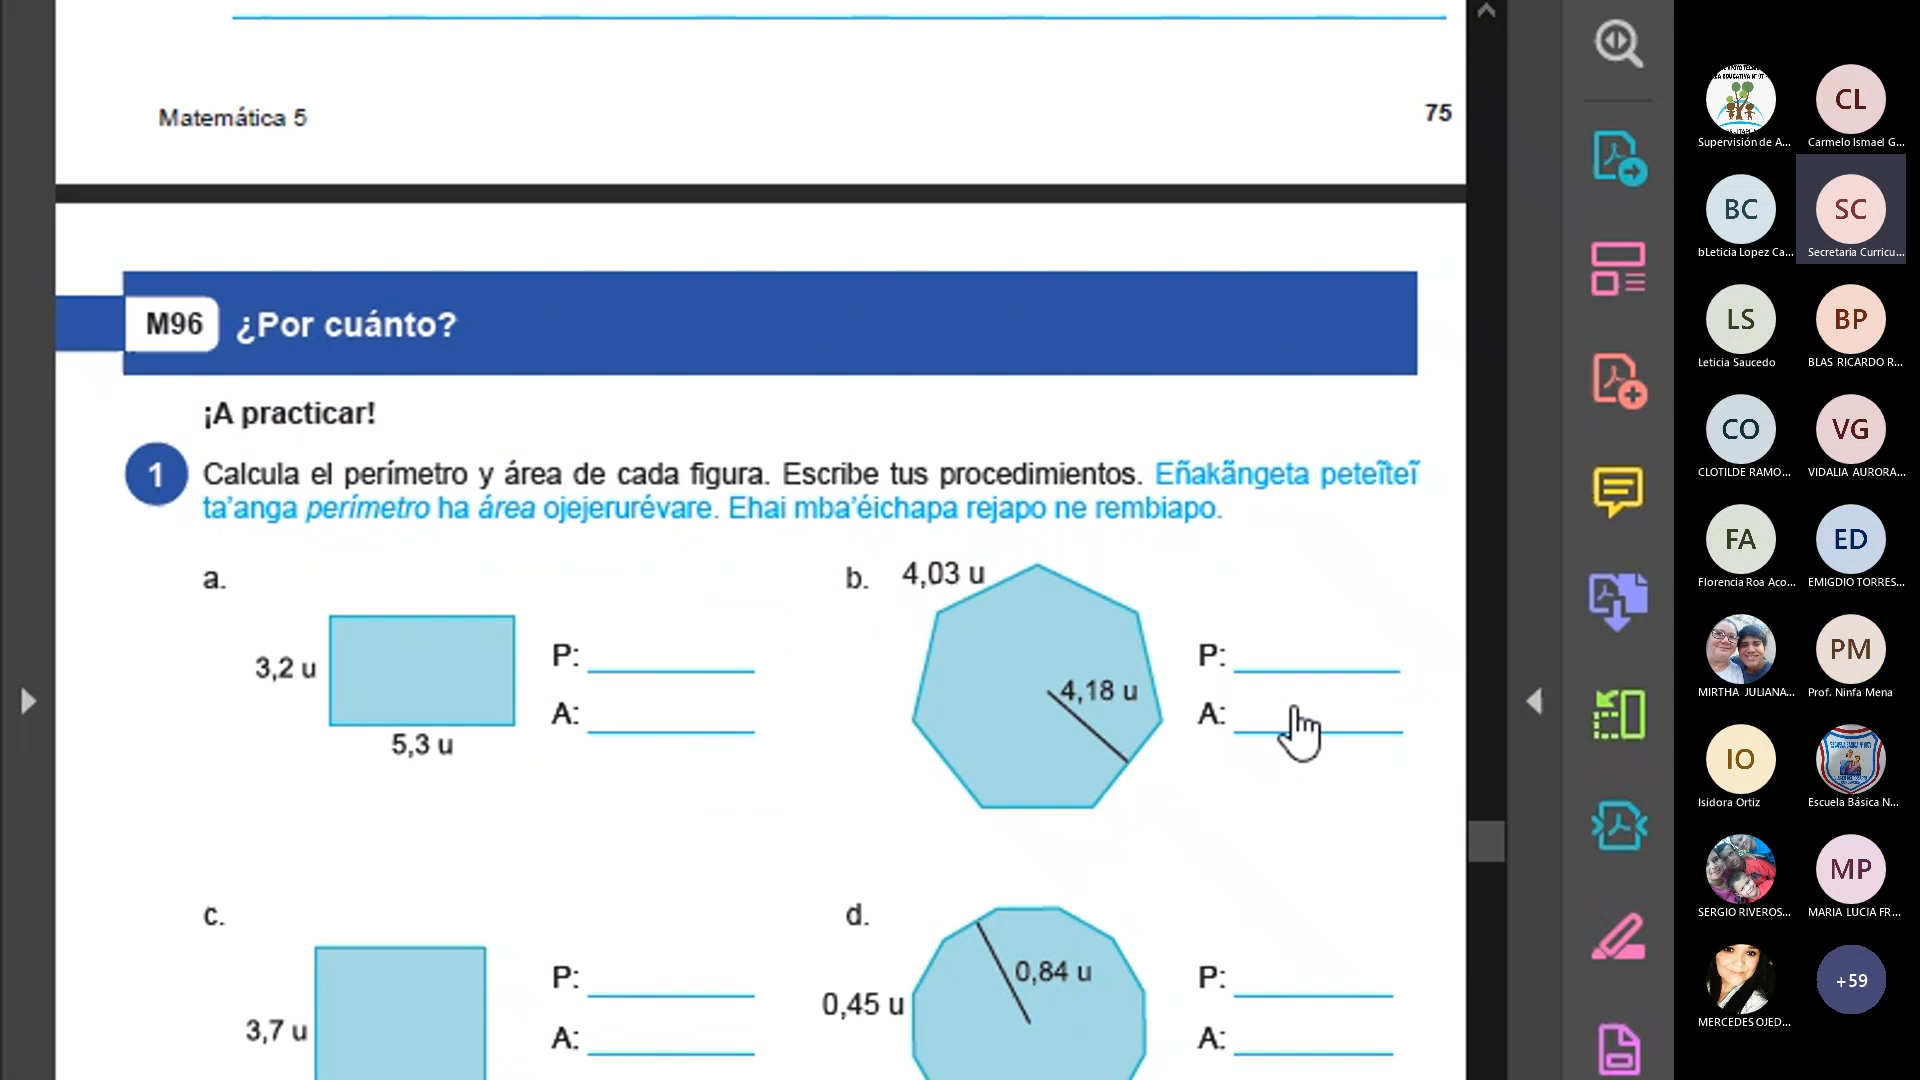 Matemática 5
75
M96
¿Por cuánto?
¡A practicar!
1
Calcula el perímetro y área de cada figura. Escribe tus procedimientos. Eñakãngeta peteĩteĩ
ta’anga perímetro ha área ojejerurévare. Ehai mba’éichapa rejapo ne rembiapo.
a.
3,2 u
5,3 u
P:
A:
b.
4,03 u
4,18 u
P:
A:
c.
3,7 u
P:
A:
d.
0,84 u
0,45 u
P:
A:
Supervisión de A...
CL
Carmelo Ismael G...
BC
bLeticia Lopez Ca...
SC
Secretaria Curricu...
LS
Leticia Saucedo
BP
BLAS RICARDO R...
CO
CLOTILDE RAMO...
VG
VIDALIA AURORA...
FA
Florencia Roa Aco...
ED
EMIGDIO TORRES...
MIRTHA JULIANA...
PM
Prof. Ninfa Mena
IO
Isidora Ortiz
Escuela Básica N...
SERGIO RIVEROS...
MP
MARIA LUCIA FR...
MERCEDES OJED...
+59